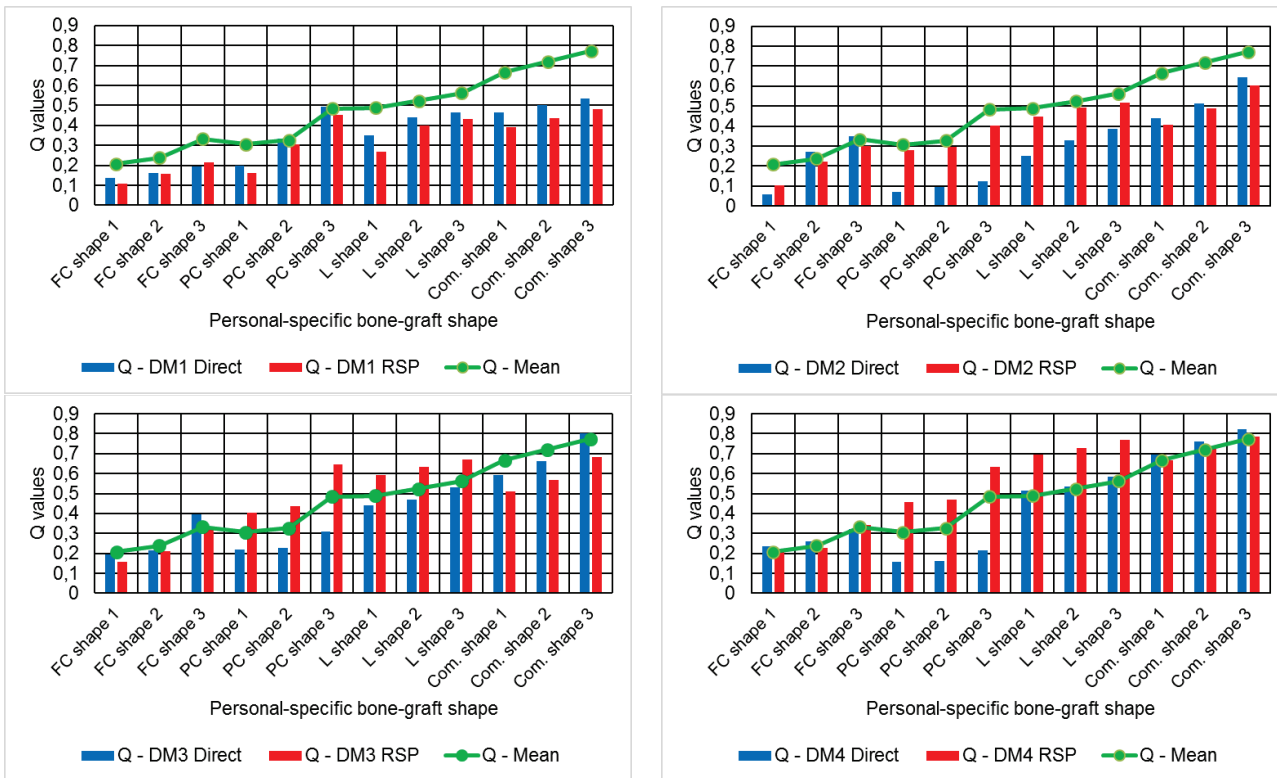 0,9
0,8
0,7
0,6
0,5
0,4
0,3
0,2
0,1
0
Q values
FC shape 1
FC shape 2
FC shape 3
PC shape 1
PC shape 2
PC shape 3
L shape 1
L shape 2
L shape 3
Com. shape 1
Com. shape 2
Com. shape 3
Personal-specific bone-graft shape
Q - DM1 Direct Q - DM1 RSP Q - Mean
0,9
0,8
0,7
0,6
0,5
0,4
0,3
0,2
0,1
0
Q values
FC shape 1
FC shape 2
FC shape 3
PC shape 1
PC shape 2
PC shape 3
L shape 1
L shape 2
L shape 3
Com. shape 1
Com. shape 2
Com. shape 3
Personal-specific bone-graft shape
Q - DM2 Direct Q - DM2 RSP Q - Mean
0,9
0,8
0,7
0,6
0,5
0,4
0,3
0,2
0,1
0
Q values
FC shape 1
FC shape 2
FC shape 3
PC shape 1
PC shape 2
PC shape 3
L shape 1
L shape 2
L shape 3
Com. shape 1
Com. shape 2
Com. shape 3
Personal-specific bone-graft shape
Q - DM3 Direct Q - DM3 RSP Q - Mean
0,9
0,8
0,7
0,6
0,5
0,4
0,3
0,2
0,1
0
Q values
FC shape 1
FC shape 2
FC shape 3
PC shape 1
PC shape 2
PC shape 3
L shape 1
L shape 2
L shape 3
Com. shape 1
Com. shape 2
Com. shape 3
Personal-specific bone-graft shape
Q - DM4 Direct Q - DM4 RSP Q - Mean